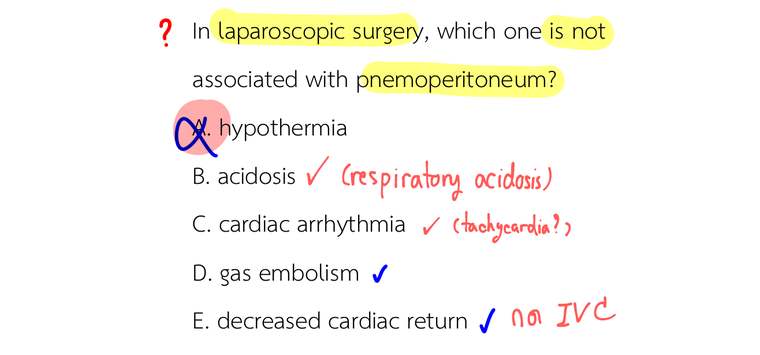 ? In laparoscopic surgery, which one is not
associated with pnemoperitoneum?
A. hypothermia
B. acidosis ✓ (respiratory acidosis)
C. cardiac arrhythmia ✓ (tachycardia?)
D. gas embolism ✓
E. decreased cardiac return ✓ กด IVC